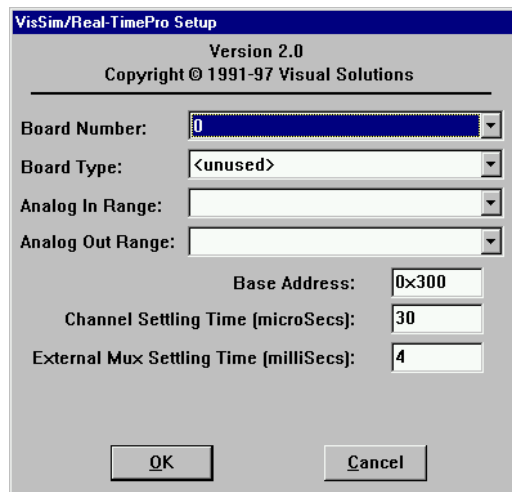 VisSim/Real-TimePro Setup
Version 2.0
Copyright © 1991-97 Visual Solutions
Board Number: 0
Board Type: <unused>
Analog In Range:
Analog Out Range:
Base Address: 0x300
Channel Settling Time (microSecs): 30
External Mux Settling Time (milliSecs): 4
OK Cancel